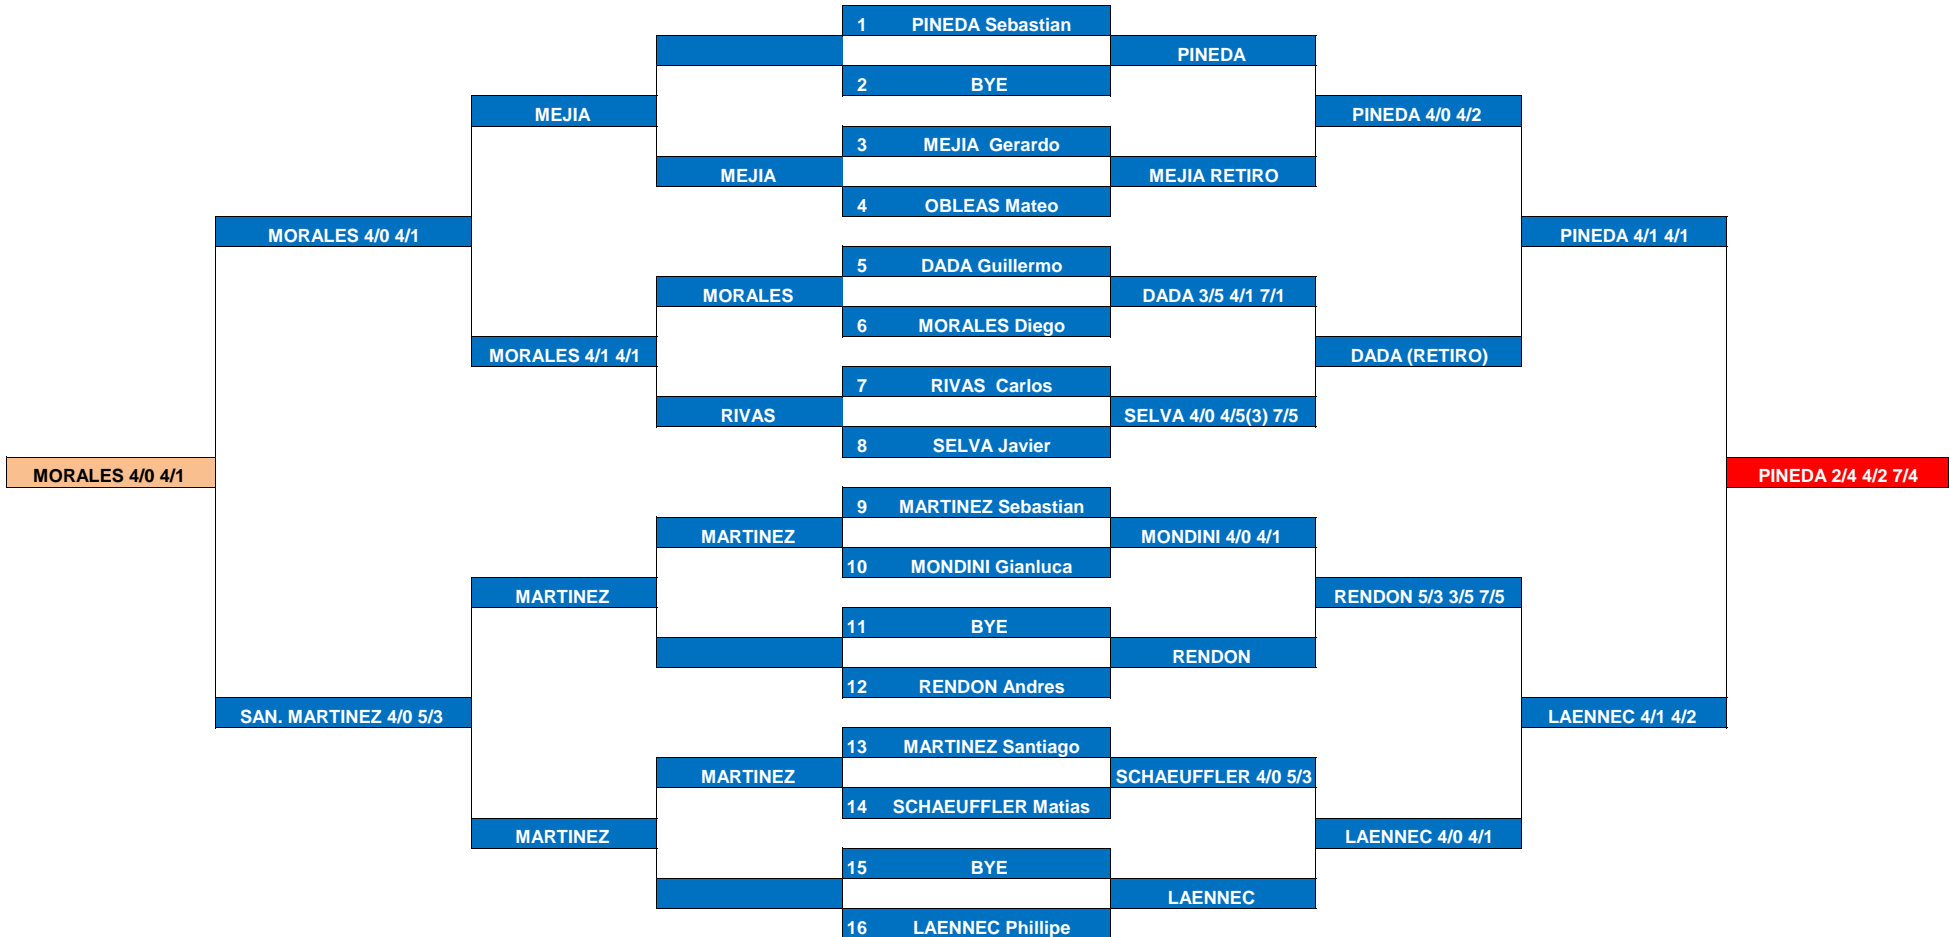 1 PINEDA Sebastian
PINEDA
2 BYE
MEJIA PINEDA 4/0 4/2
3 MEJIA  Gerardo
MEJIA MEJIA RETIRO
4 OBLEAS Mateo
MORALES 4/0 4/1 PINEDA 4/1 4/1
5 DADA Guillermo
MORALES DADA 3/5 4/1 7/1
6 MORALES Diego
MORALES 4/1 4/1 DADA (RETIRO)
7 RIVAS  Carlos
RIVAS SELVA 4/0 4/5(3) 7/5
8 SELVA Javier
MORALES 4/0 4/1 PINEDA 2/4 4/2 7/4
9 MARTINEZ Sebastian
MARTINEZ MONDINI 4/0 4/1
10 MONDINI Gianluca
MARTINEZ RENDON 5/3 3/5 7/5
11 BYE
RENDON
12 RENDON Andres
SAN. MARTINEZ 4/0 5/3 LAENNEC 4/1 4/2
13 MARTINEZ Santiago
MARTINEZ SCHAEUFFLER 4/0 5/3
14 SCHAEUFFLER Matias
MARTINEZ LAENNEC 4/0 4/1
15 BYE
LAENNEC
16 LAENNEC Phillipe